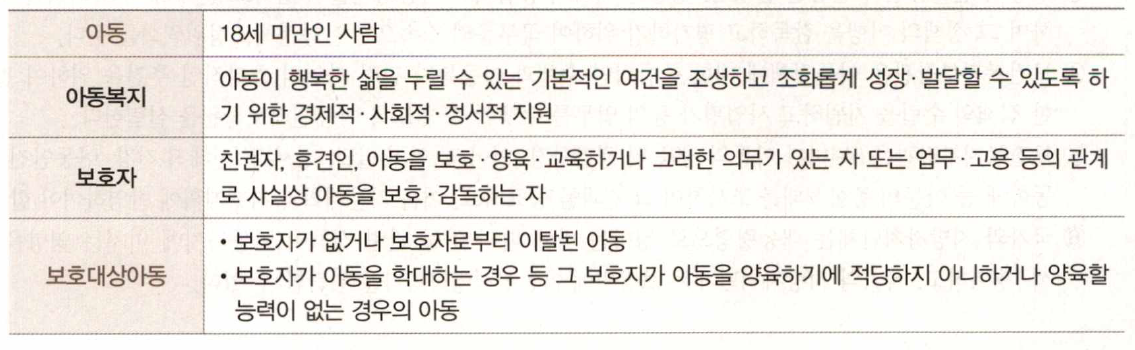 아동 18세 미만인 사람
아동복지 아동이 행복한 삶을 누릴 수 있는 기본적인 여건을 조성하고 조화롭게 성장·발달할 수 있도록 하
기 위한 경제적·사회적·정서적 지원
보호자 친권자, 후견인, 아동을 보호·양육·교육하거나 그러한 의무가 있는 자 또는 업무·고용 등의 관계
로 사실상 아동을 보호·감독하는 자
보호대상아동
• 보호자가 없거나 보호자로부터 이탈된 아동
• 보호자가 아동을 학대하는 경우 등 그 보호자가 아동을 양육하기에 적당하지 아니하거나 양육할
능력이 없는 경우의 아동